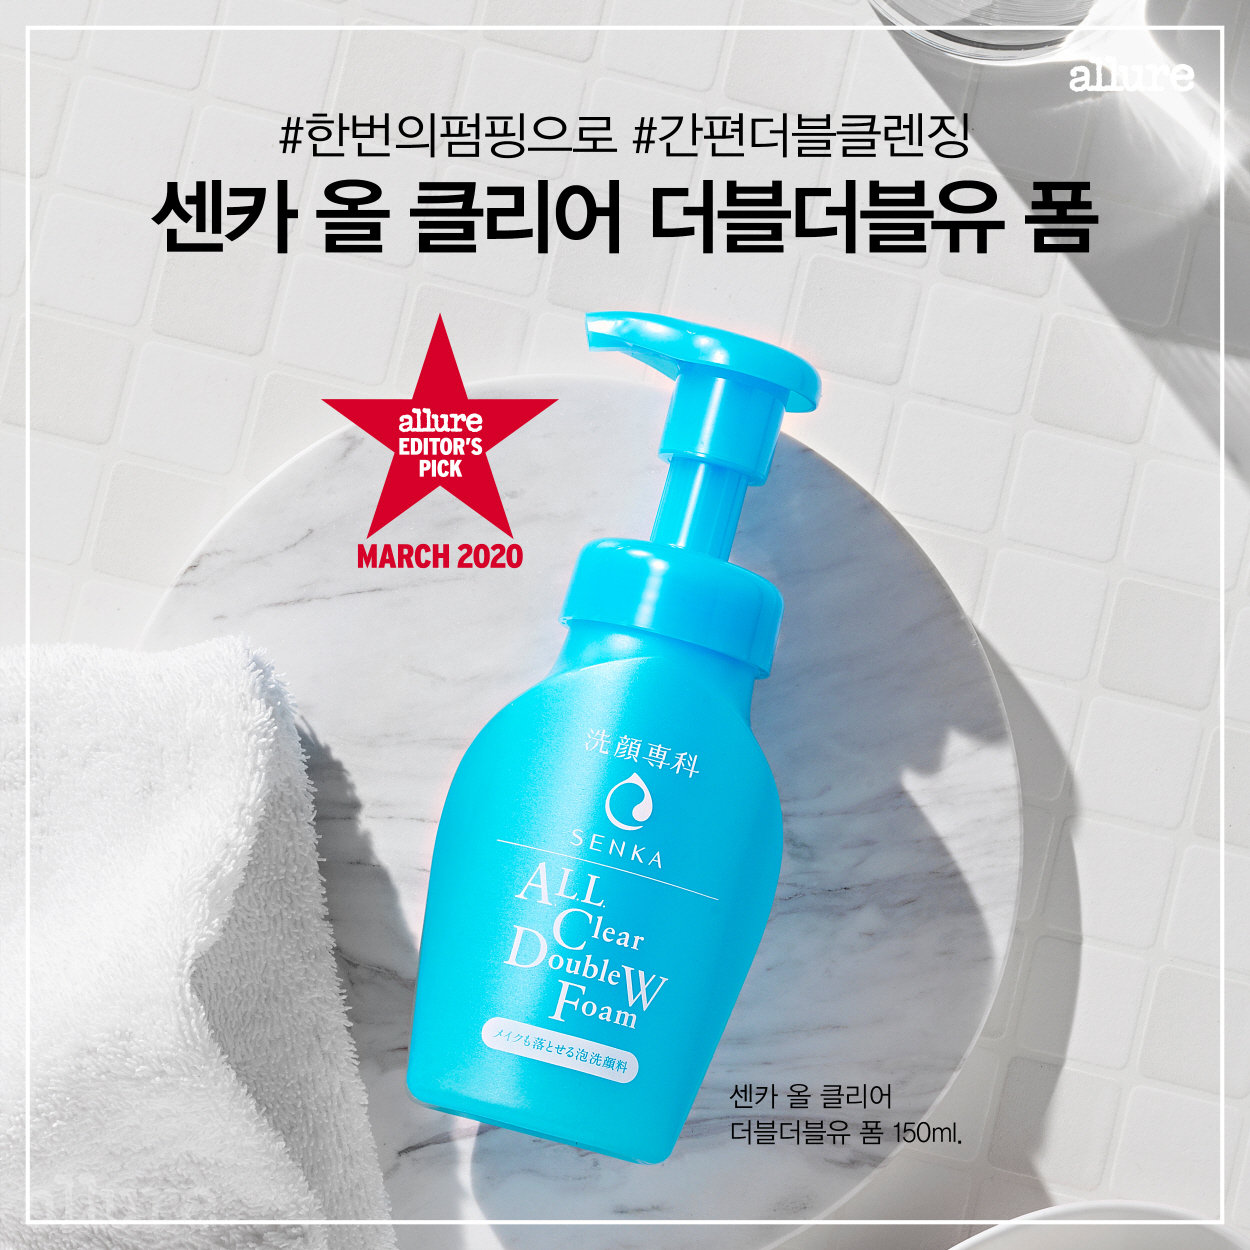 allure
#한번의펌핑으로 #간편더블클렌징
센카 올 클리어 더블더블유 폼
allure
EDITOR'S
PICK
MARCH 2020
洗顔専科
SENKA
ALL
Clear
Double W
Foam
メイクも落とせる泡洗顔料
센카 올 클리어
더블더블유 폼 150ml.